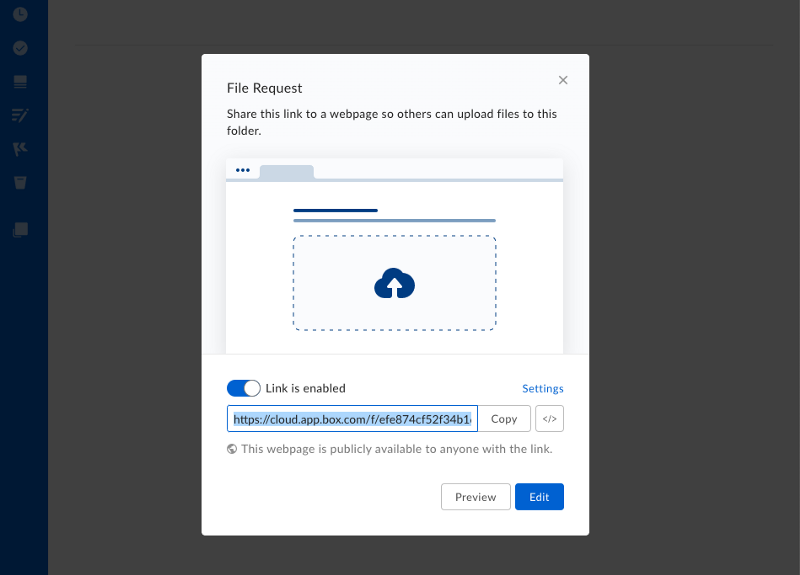 File Request
Share this link to a webpage so others can upload files to this
folder.
Link is enabled
Settings
https://cloud.app.box.com/f/efe874cf52f34b1
Copy
</>
This webpage is publicly available to anyone with the link.
Preview
Edit